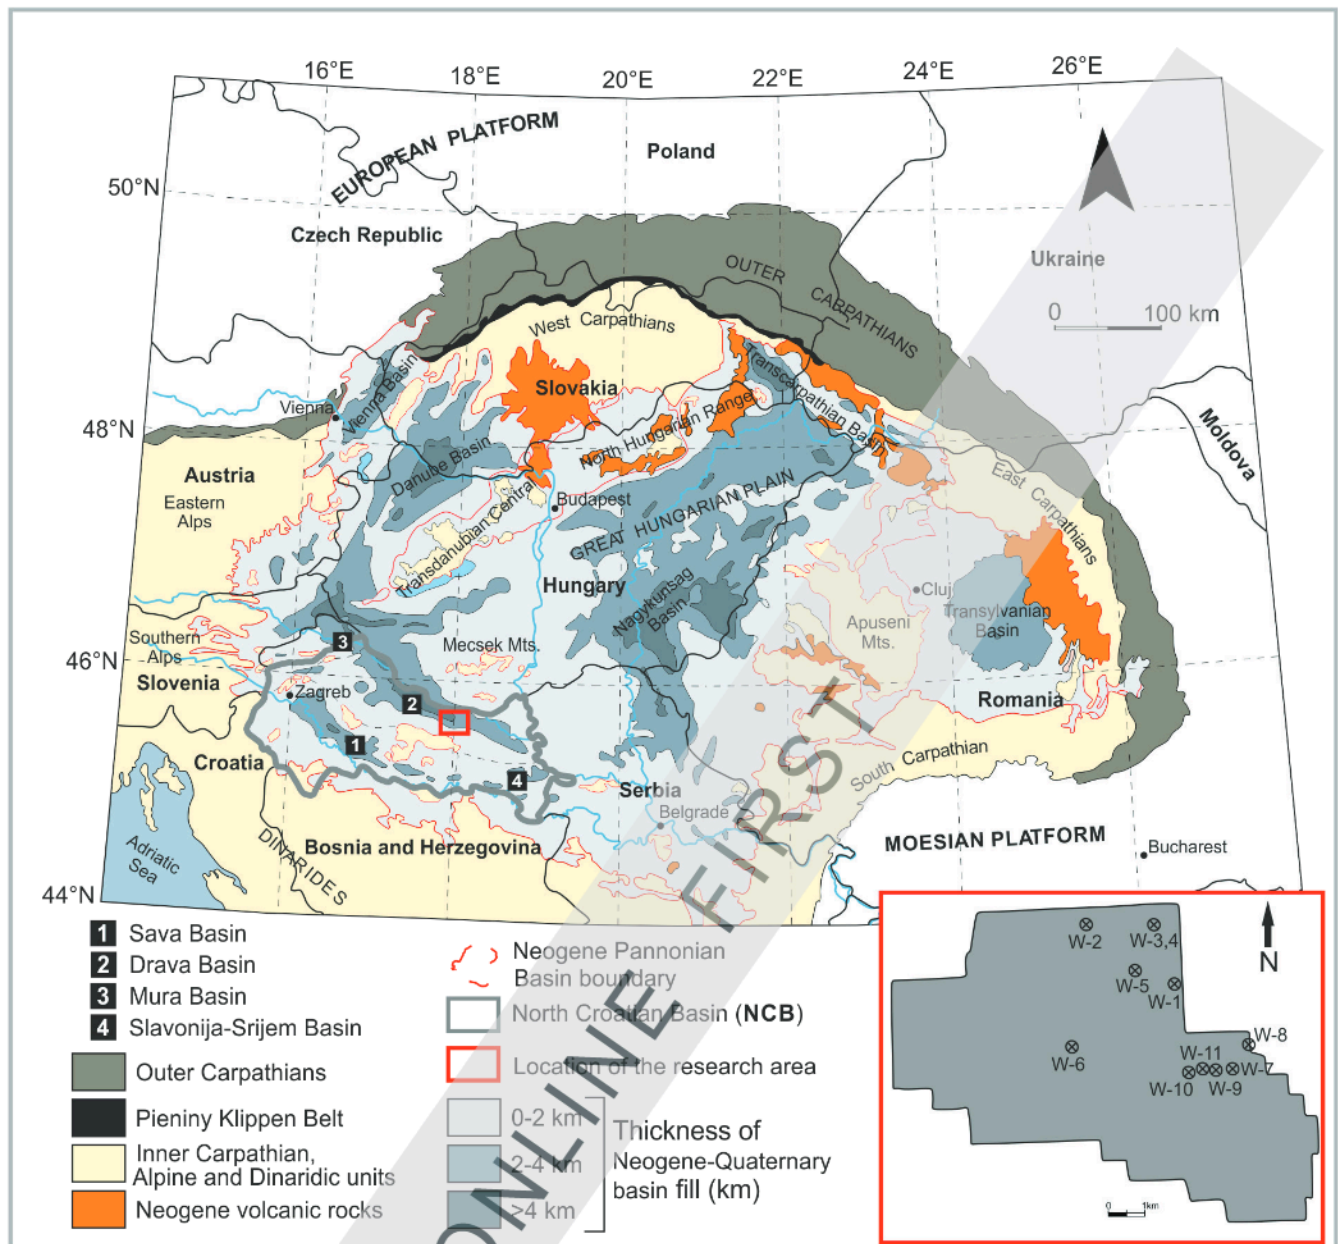 16°E
18°E
20°E
22°E
24°E
26°E
50°N
48°N
46°N
44°N
EUROPEAN PLATFORM
Poland
Czech Republic
Ukraine
0 100 km
OUTER CARPATHIANS
West Carpathians
Slovakia
Transcarpathian Basin
North Hungarian Range
Moldova
Vienna
Vienna Basin
Danube Basin
Austria
Eastern
Alps
Budapest
Transdanubian Central
GREAT HUNGARIAN PLAIN
East Carpathians
Hungary
Nagykunsag
Basin
Cluj
Transylvanian
Basin
Apuseni
Mts.
Southern
Alps
3
Mecsek Mts.
Slovenia
Zagreb
2
Romania
1
Croatia
4
South Carpathian
Serbia
Belgrade
Bosnia and Herzegovina
DINARIDES
Adriatic
Sea
MOESIAN PLATFORM
Bucharest
1 Sava Basin
2 Drava Basin
3 Mura Basin
4 Slavonija-Srijem Basin
Outer Carpathians
Pieniny Klippen Belt
Inner Carpathian,
Alpine and Dinaridic units
Neogene volcanic rocks
Neogene Pannonian
Basin boundary
North Croatian Basin (NCB)
Location of the research area
0-2 km
2-4 km
>4 km
Thickness of
Neogene-Quaternary
basin fill (km)
W-2
W-3,4
N
W-5
W-1
W-8
W-6
W-11
W-7
W-10
W-9
0 1km
ONLINE FIRST